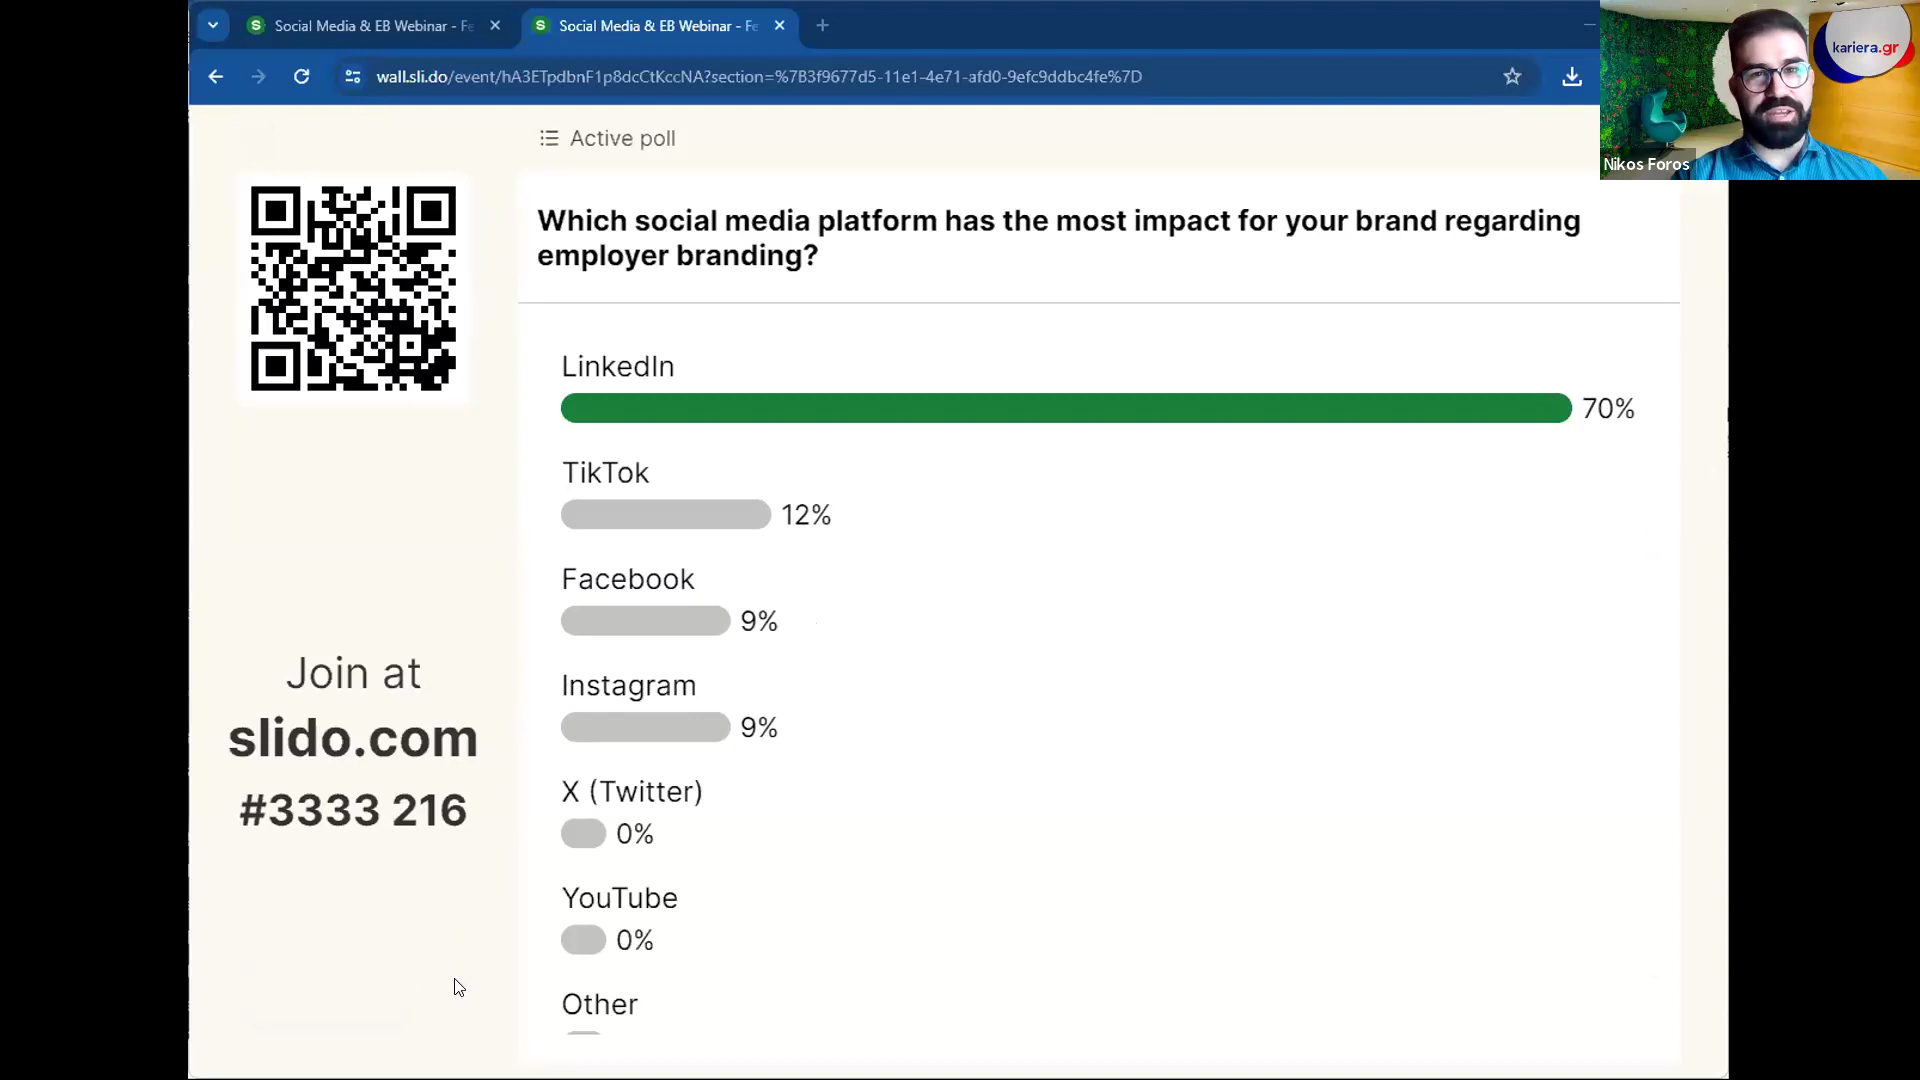 Social Media & EB Webinar - Fe
Social Media & EB Webinar - Fe
wall.sli.do/event/hA3ETpdbnF1p8dcCtKccNA?section=%7B3f9677d5-11e1-4e71-afd0-9efc9ddbc4fe%7D
kariera.gr
Nikos Foros
Active poll
Which social media platform has the most impact for your brand regarding
employer branding?
LinkedIn
70%
TikTok
12%
Facebook
9%
Instagram
9%
X (Twitter)
0%
YouTube
0%
Other
Join at
slido.com
#3333 216